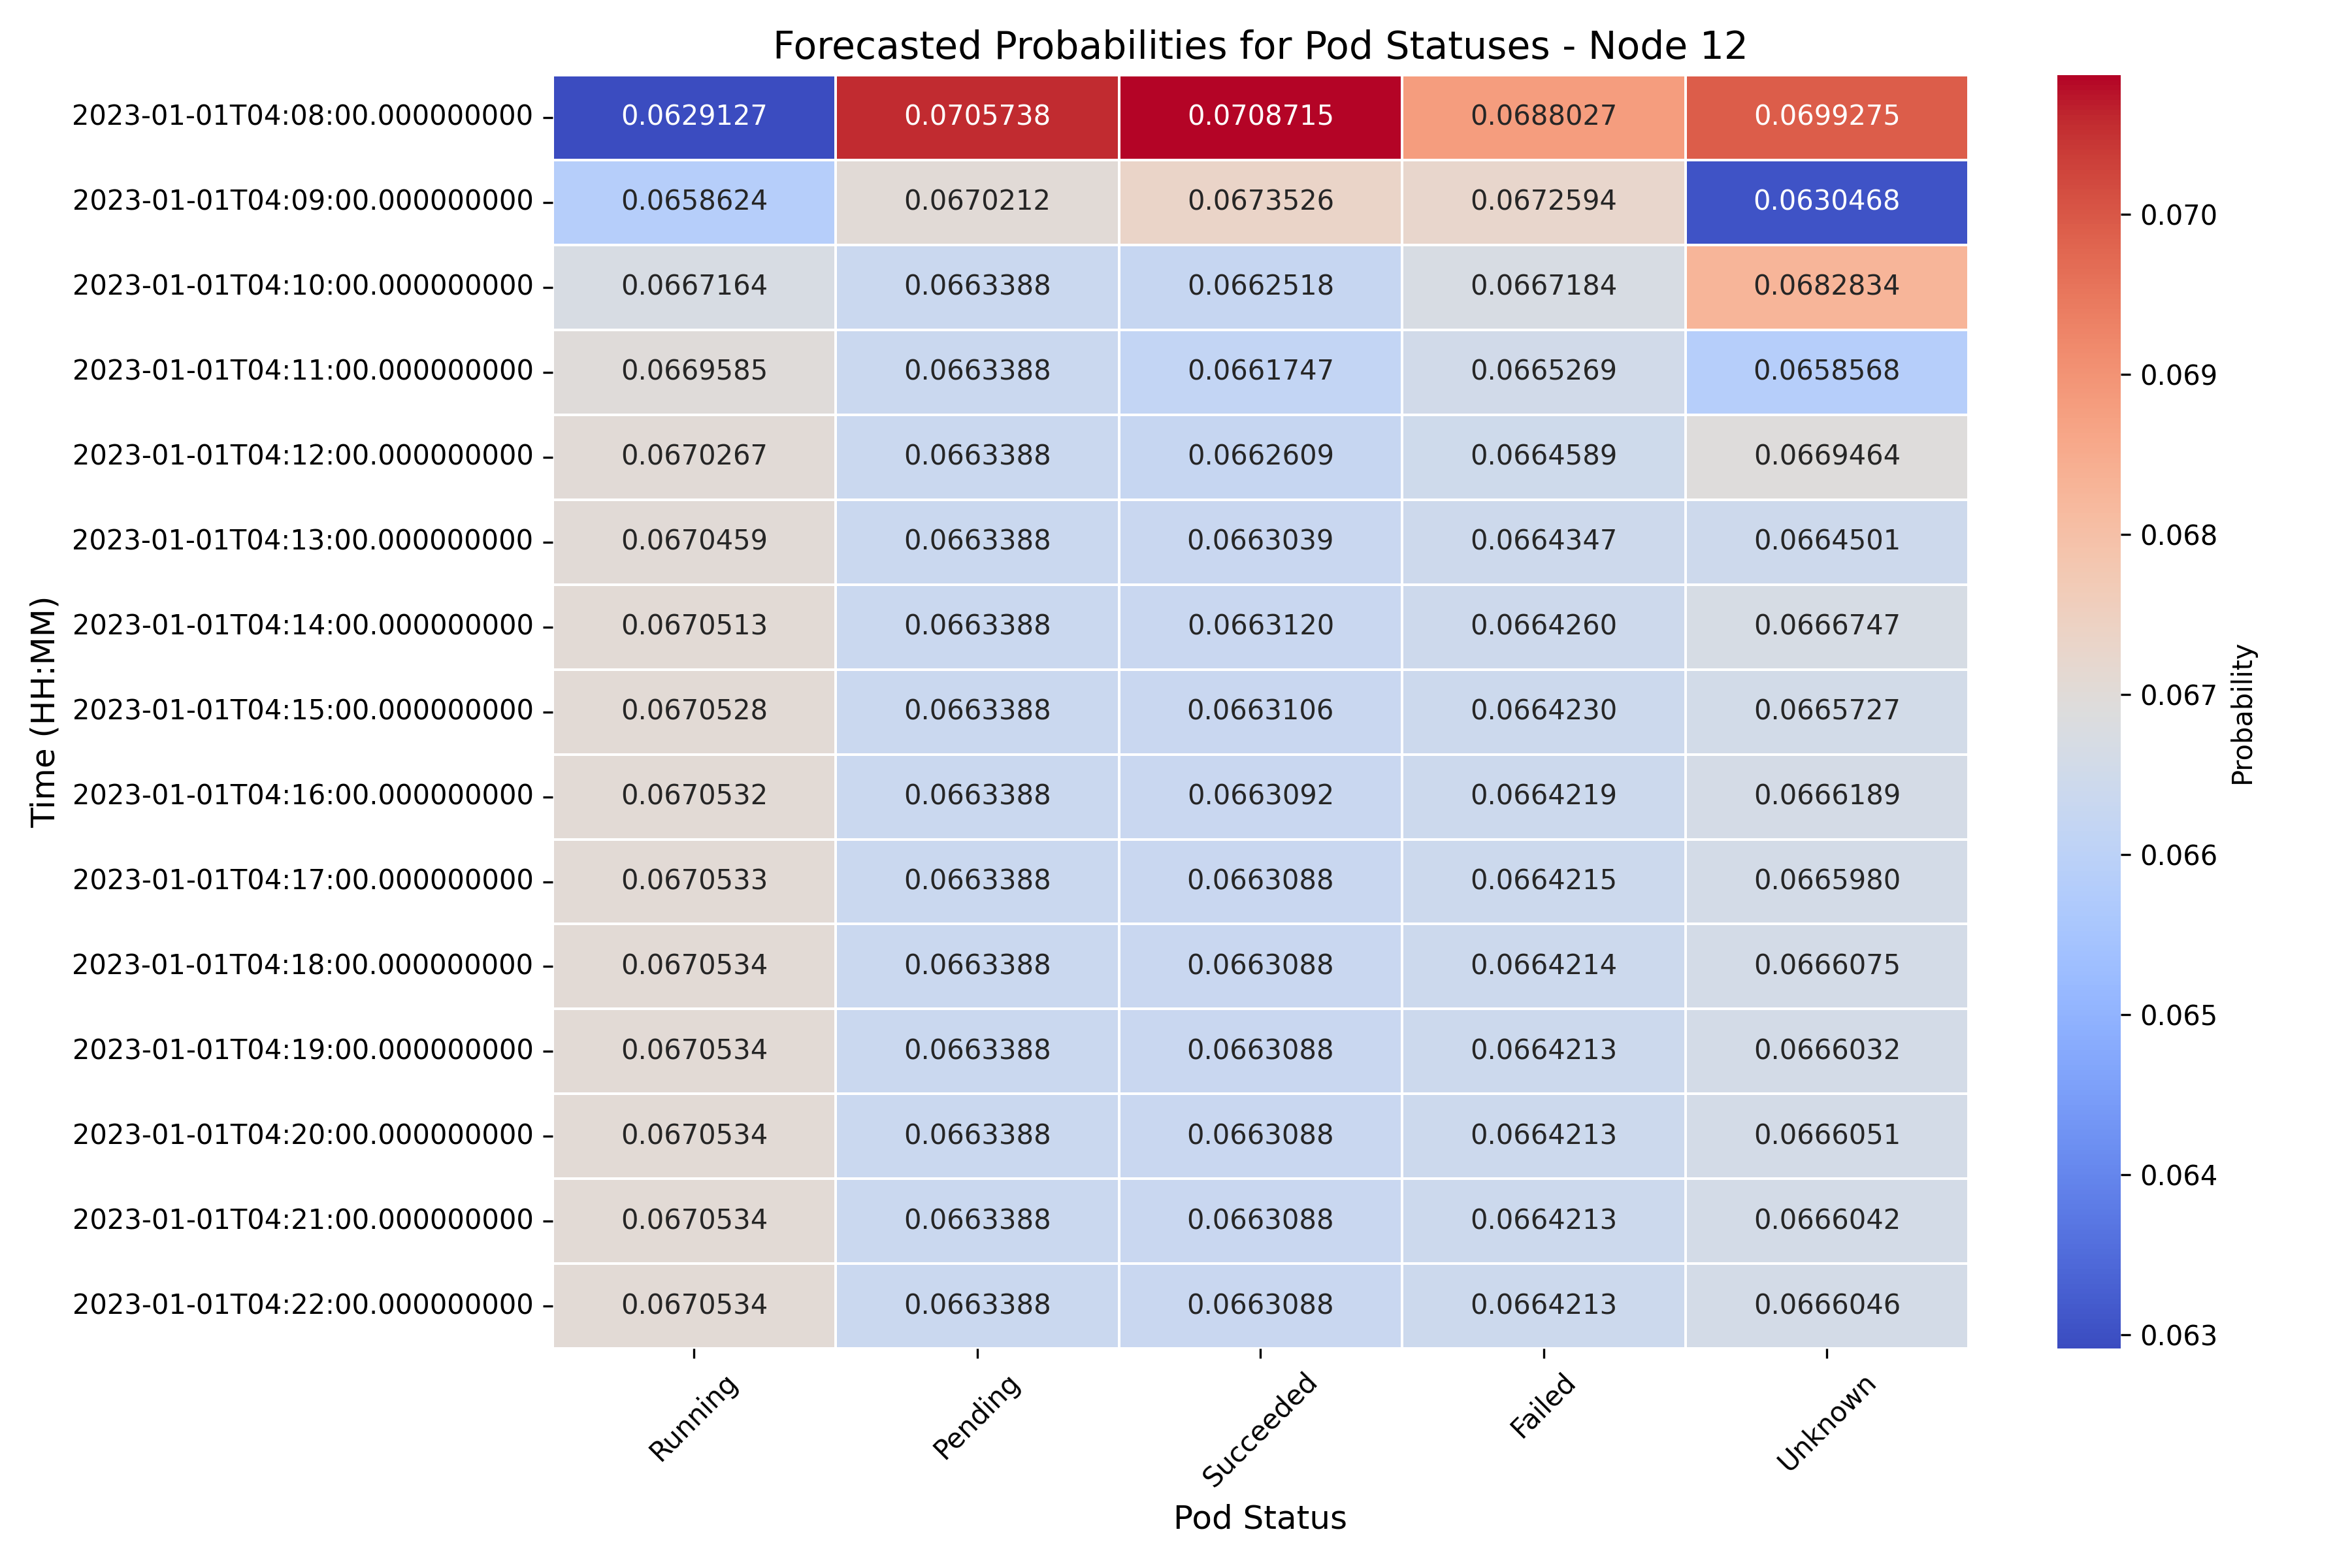 Forecasted Probabilities for Pod Statuses - Node 12
2023-01-01T04:08:00.000000000 0.0629127 0.0705738 0.0708715 0.0688027 0.0699275
2023-01-01T04:09:00.000000000 0.0658624 0.0670212 0.0673526 0.0672594 0.0630468
2023-01-01T04:10:00.000000000 0.0667164 0.0663388 0.0662518 0.0667184 0.0682834
2023-01-01T04:11:00.000000000 0.0669585 0.0663388 0.0661747 0.0665269 0.0658568
2023-01-01T04:12:00.000000000 0.0670267 0.0663388 0.0662609 0.0664589 0.0669464
2023-01-01T04:13:00.000000000 0.0670459 0.0663388 0.0663039 0.0664347 0.0664501
2023-01-01T04:14:00.000000000 0.0670513 0.0663388 0.0663120 0.0664260 0.0666747
2023-01-01T04:15:00.000000000 0.0670528 0.0663388 0.0663106 0.0664230 0.0665727
2023-01-01T04:16:00.000000000 0.0670532 0.0663388 0.0663092 0.0664219 0.0666189
2023-01-01T04:17:00.000000000 0.0670533 0.0663388 0.0663088 0.0664215 0.0665980
2023-01-01T04:18:00.000000000 0.0670534 0.0663388 0.0663088 0.0664214 0.0666075
2023-01-01T04:19:00.000000000 0.0670534 0.0663388 0.0663088 0.0664213 0.0666032
2023-01-01T04:20:00.000000000 0.0670534 0.0663388 0.0663088 0.0664213 0.0666051
2023-01-01T04:21:00.000000000 0.0670534 0.0663388 0.0663088 0.0664213 0.0666042
2023-01-01T04:22:00.000000000 0.0670534 0.0663388 0.0663088 0.0664213 0.0666046
Time (HH:MM)
Running Pending Succeeded Failed Unknown
Pod Status
0.070
0.069
0.068
0.067
0.066
0.065
0.064
0.063
Probability